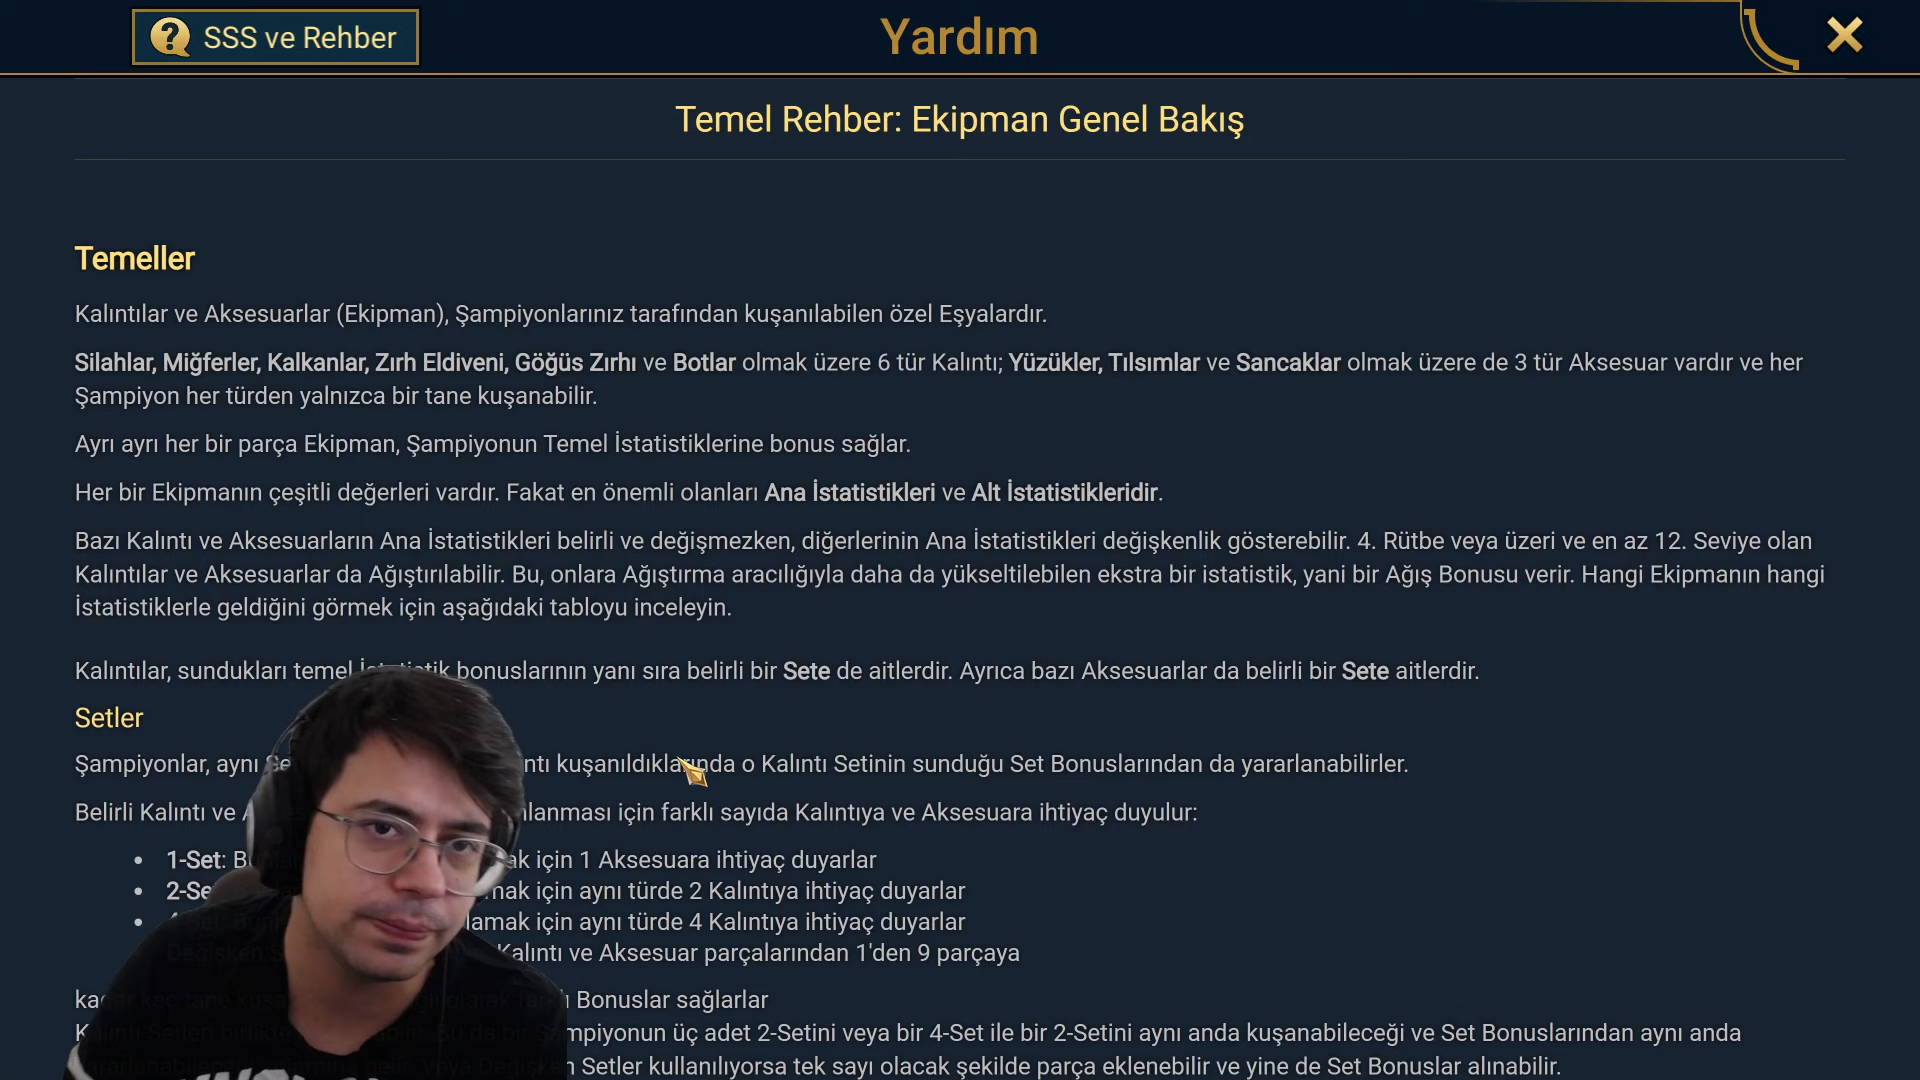 SSS ve Rehber
Yardım
Temel Rehber: Ekipman Genel Bakış
Temeller
Kalıntılar ve Aksesuarlar (Ekipman), Şampiyonlarınız tarafından kuşanılabilen özel Eşyalardır.
Silahlar, Miğferler, Kalkanlar, Zırh Eldiveni, Göğüs Zırhı ve Botlar olmak üzere 6 tür Kalıntı; Yüzükler, Tılsımlar ve Sancaklar olmak üzere de 3 tür Aksesuar vardır ve her
Şampiyon her türden yalnızca bir tane kuşanabilir.
Ayrı ayrı her bir parça Ekipman, Şampiyonun Temel İstatistiklerine bonus sağlar.
Her bir Ekipmanın çeşitli değerleri vardır. Fakat en önemli olanları Ana İstatistikleri ve Alt İstatistikleridir.
Bazı Kalıntı ve Aksesuarların Ana İstatistikleri belirli ve değişmezken, diğerlerinin Ana İstatistikleri değişkenlik gösterebilir. 4. Rütbe veya üzeri ve en az 12. Seviye olan
Kalıntılar ve Aksesuarlar da Ağıştırılabilir. Bu, onlara Ağıştırma aracılığıyla daha da yükseltilebilen ekstra bir istatistik, yani bir Ağış Bonusu verir. Hangi Ekipmanın hangi
İstatistiklerle geldiğini görmek için aşağıdaki tabloyu inceleyin.
Kalıntılar, sundukları temel İstatistik bonuslarının yanı sıra belirli bir Sete de aitlerdir. Ayrıca bazı Aksesuarlar da belirli bir Sete aitlerdir.
Setler
Şampiyonlar, aynı kuşanıldıklarında o Kalıntı Setinin sunduğu Set Bonuslarından da yararlanabilirler.
Belirli Kalıntı ve için farklı sayıda Kalıntıya ve Aksesuara ihtiyaç duyulur:
1-Set: için 1 Aksesuara ihtiyaç duyarlar
için aynı türde 2 Kalıntıya ihtiyaç duyarlar
için aynı türde 4 Kalıntıya ihtiyaç duyarlar
Değişken Kalıntı ve Aksesuar parçalarından 1'den 9 parçaya
Bonuslar sağlarlar
Şampiyonun üç adet 2-Setini veya bir 4-Set ile bir 2-Setini aynı anda kuşanabileceği ve Set Bonuslarından aynı anda
Veya Değişken Setler kullanılıyorsa tek sayı olacak şekilde parça eklenebilir ve yine de Set Bonuslar alınabilir.